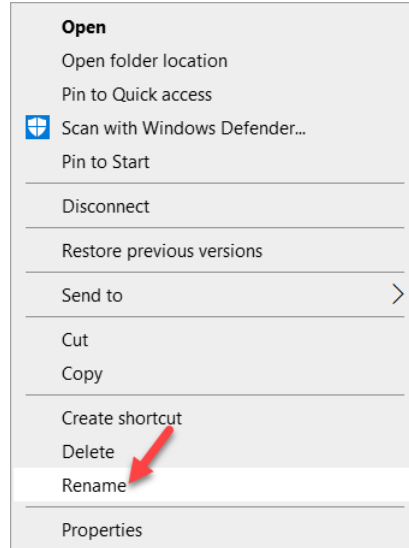 Open
Open folder location
Pin to Quick access
Scan with Windows Defender...
Pin to Start
Disconnect
Restore previous versions
Send to
Cut
Copy
Create shortcut
Delete
Rename
Properties